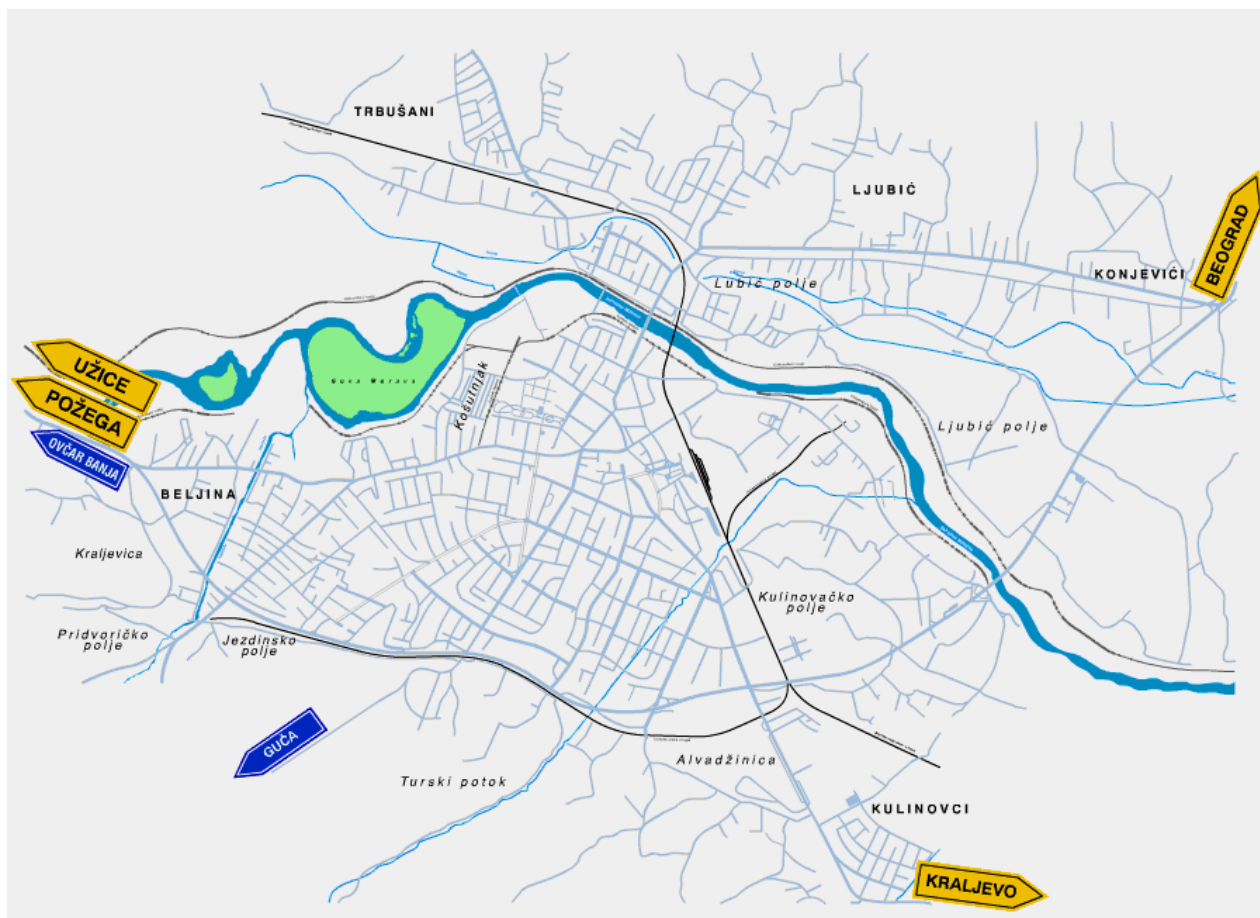 TRBUŠANI
LJUBIĆ
BEOGRAD
KONJEVIĆI
Lubić polje
UŽICE
POŽEGA
OVČAR BANJA
Košutnjak
Ljubić polje
BELJINA
Kraljevica
Kulinovačko
polje
Pridvoričko
polje
Jezdinsko
polje
GUČA
Turski potok
Alvadžinica
KULINOVCI
KRALJEVO